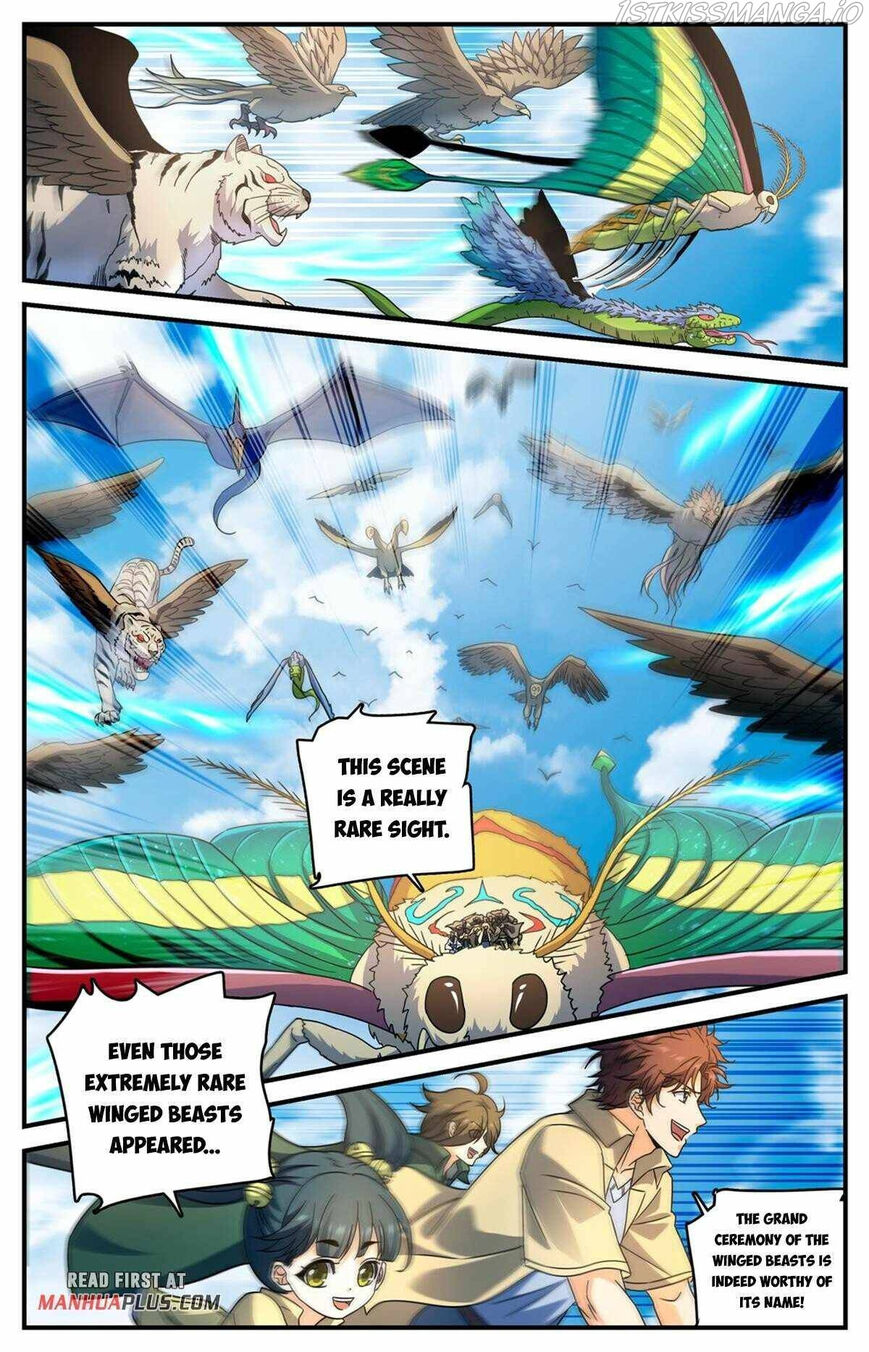 1STKISSMANGA.IO
THIS SCENE
IS A REALLY
RARE SIGHT.
EVEN THOSE
EXTREMELY RARE
WINGED BEASTS
APPEARED...
THE GRAND
CEREMONY OF THE
WINGED BEASTS IS
INDEED WORTHY OF
ITS NAME!
READ FIRST AT
MANHUAPLUS.COM